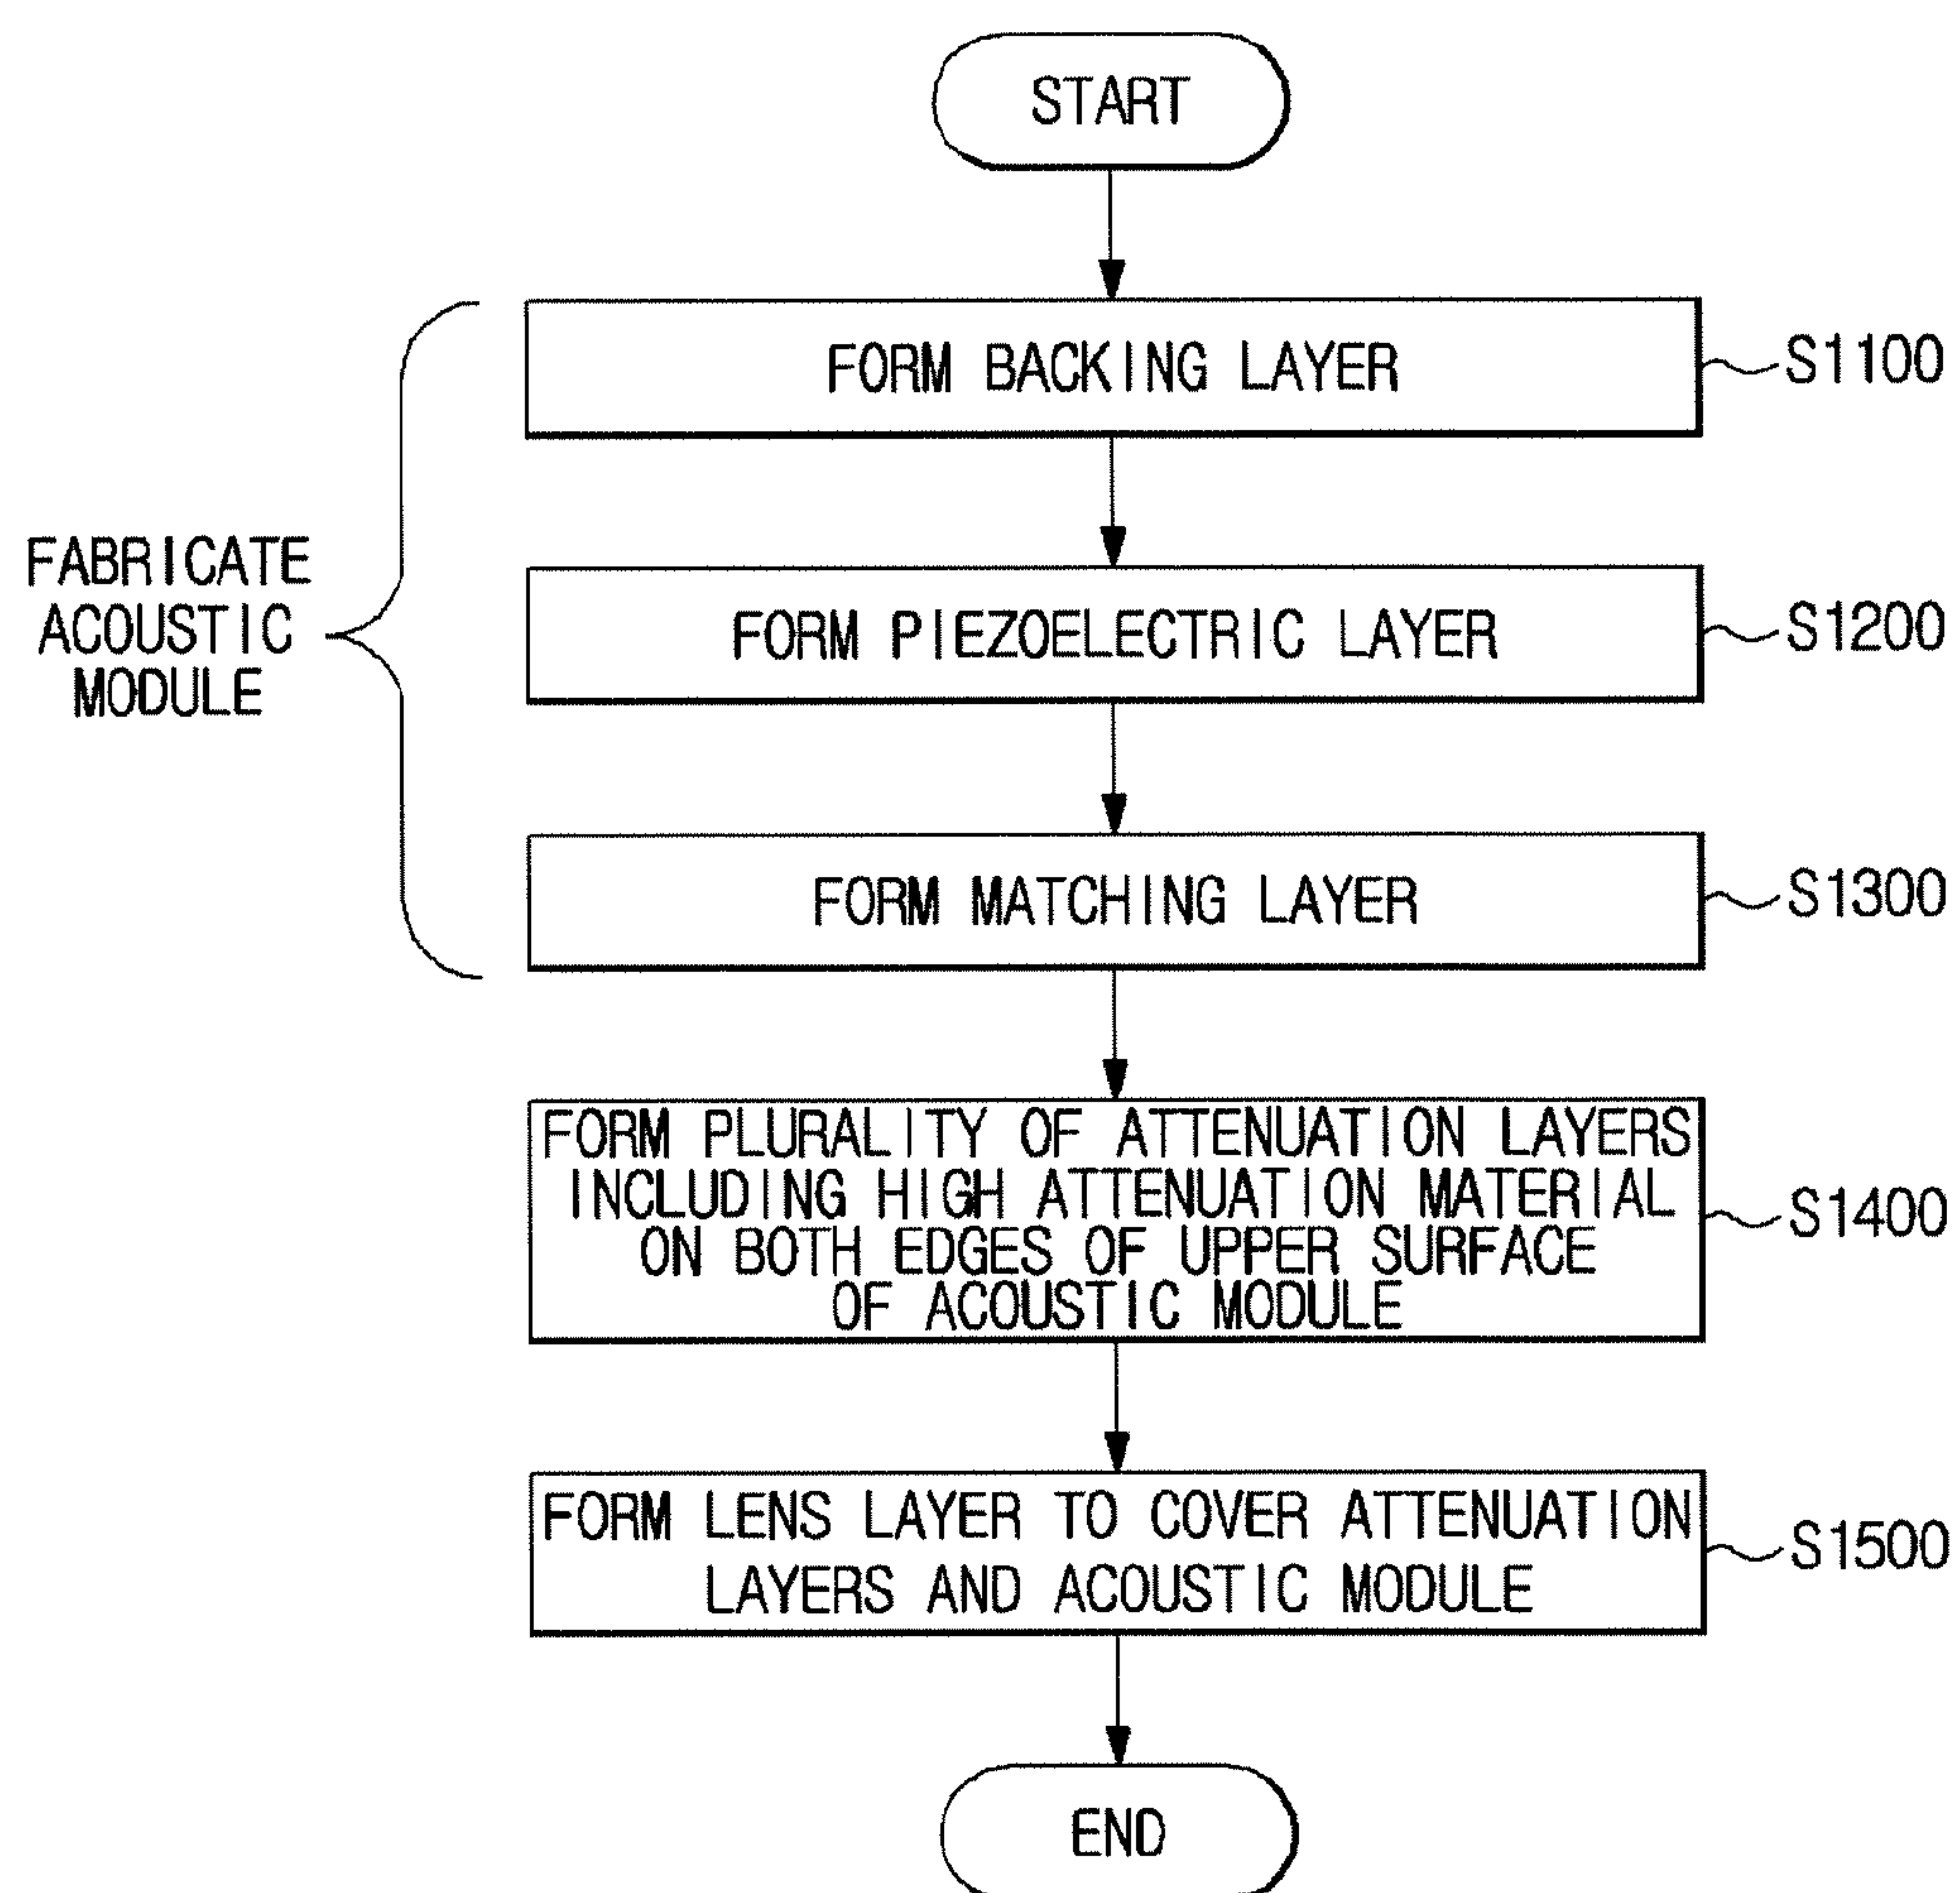 START
FORM BACKING LAYER
S1100
FABRICATE
ACOUSTIC
MODULE
FORM PIEZOELECTRIC LAYER
S1200
FORM MATCHING LAYER
S1300
FORM PLURALITY OF ATTENUATION LAYERS
INCLUDING HIGH ATTENUATION MATERIAL
ON BOTH EDGES OF UPPER SURFACE
OF ACOUSTIC MODULE
S1400
FORM LENS LAYER TO COVER ATTENUATION
LAYERS AND ACOUSTIC MODULE
S1500
END